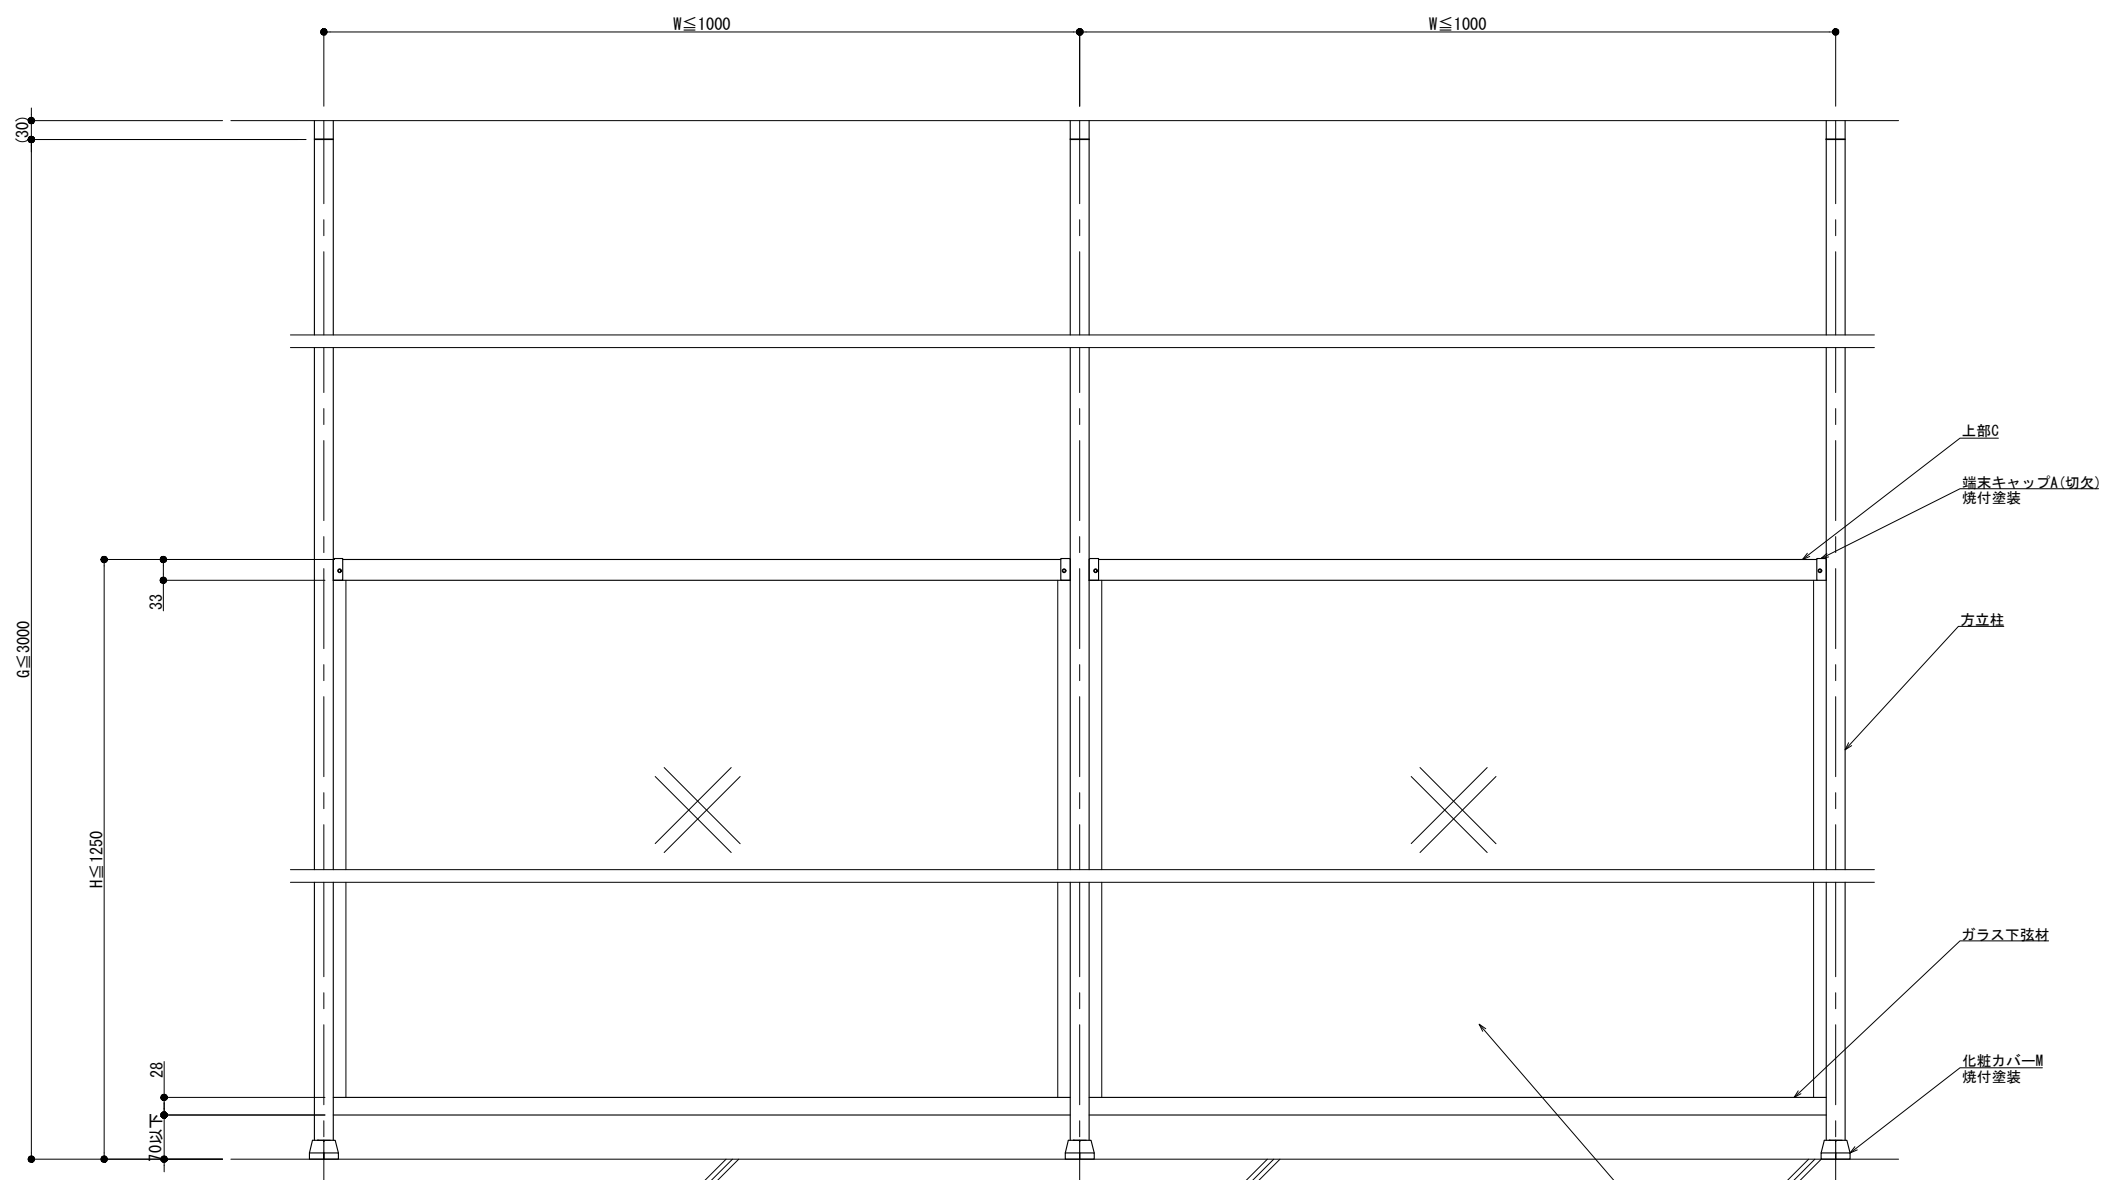 W≦1000
W≦1000
(30)
上部C
端末キャップA(切欠)
焼付塗装
33
G≦3000
方立柱
H≦1250
ガラス下弦材
28
化粧カバーM
焼付塗装
70以下